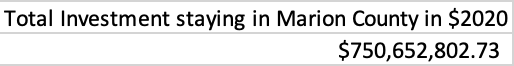 Total Investment staying in Marion County in $2020
$750,652,802.73